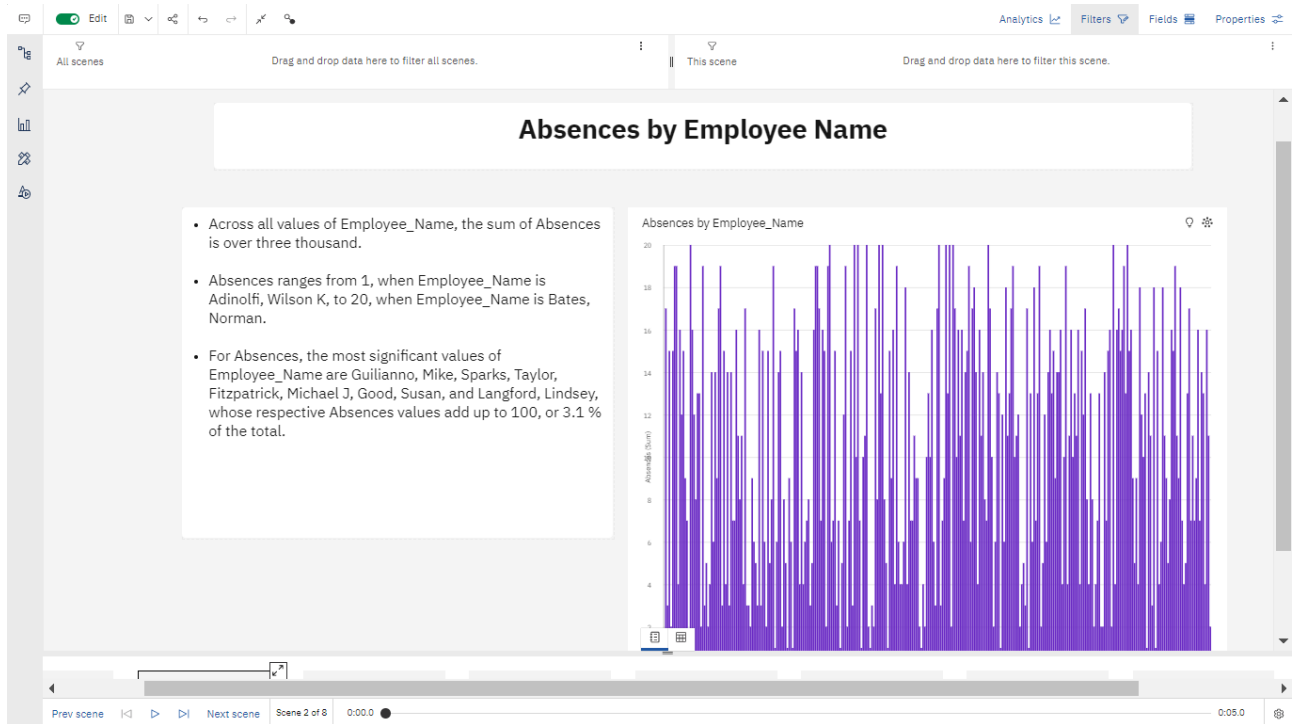 Edit
Analytics
Filters
Fields
Properties
All scenes
Drag and drop data here to filter all scenes.
This scene
Drag and drop data here to filter this scene.
Absences by Employee Name
• Across all values of Employee_Name, the sum of Absences
is over three thousand.
• Absences ranges from 1, when Employee_Name is
Adinolfi, Wilson K, to 20, when Employee_Name is Bates,
Norman.
• For Absences, the most significant values of
Employee_Name are Guilianno, Mike, Sparks, Taylor,
Fitzpatrick, Michael J, Good, Susan, and Langford, Lindsey,
whose respective Absences values add up to 100, or 3.1 %
of the total.
Absences by Employee_Name
Absences (Sum)
20
18
16
14
12
8
6
4
Prev scene
Next scene
Scene 2 of 8
0:00.0
0:05.0